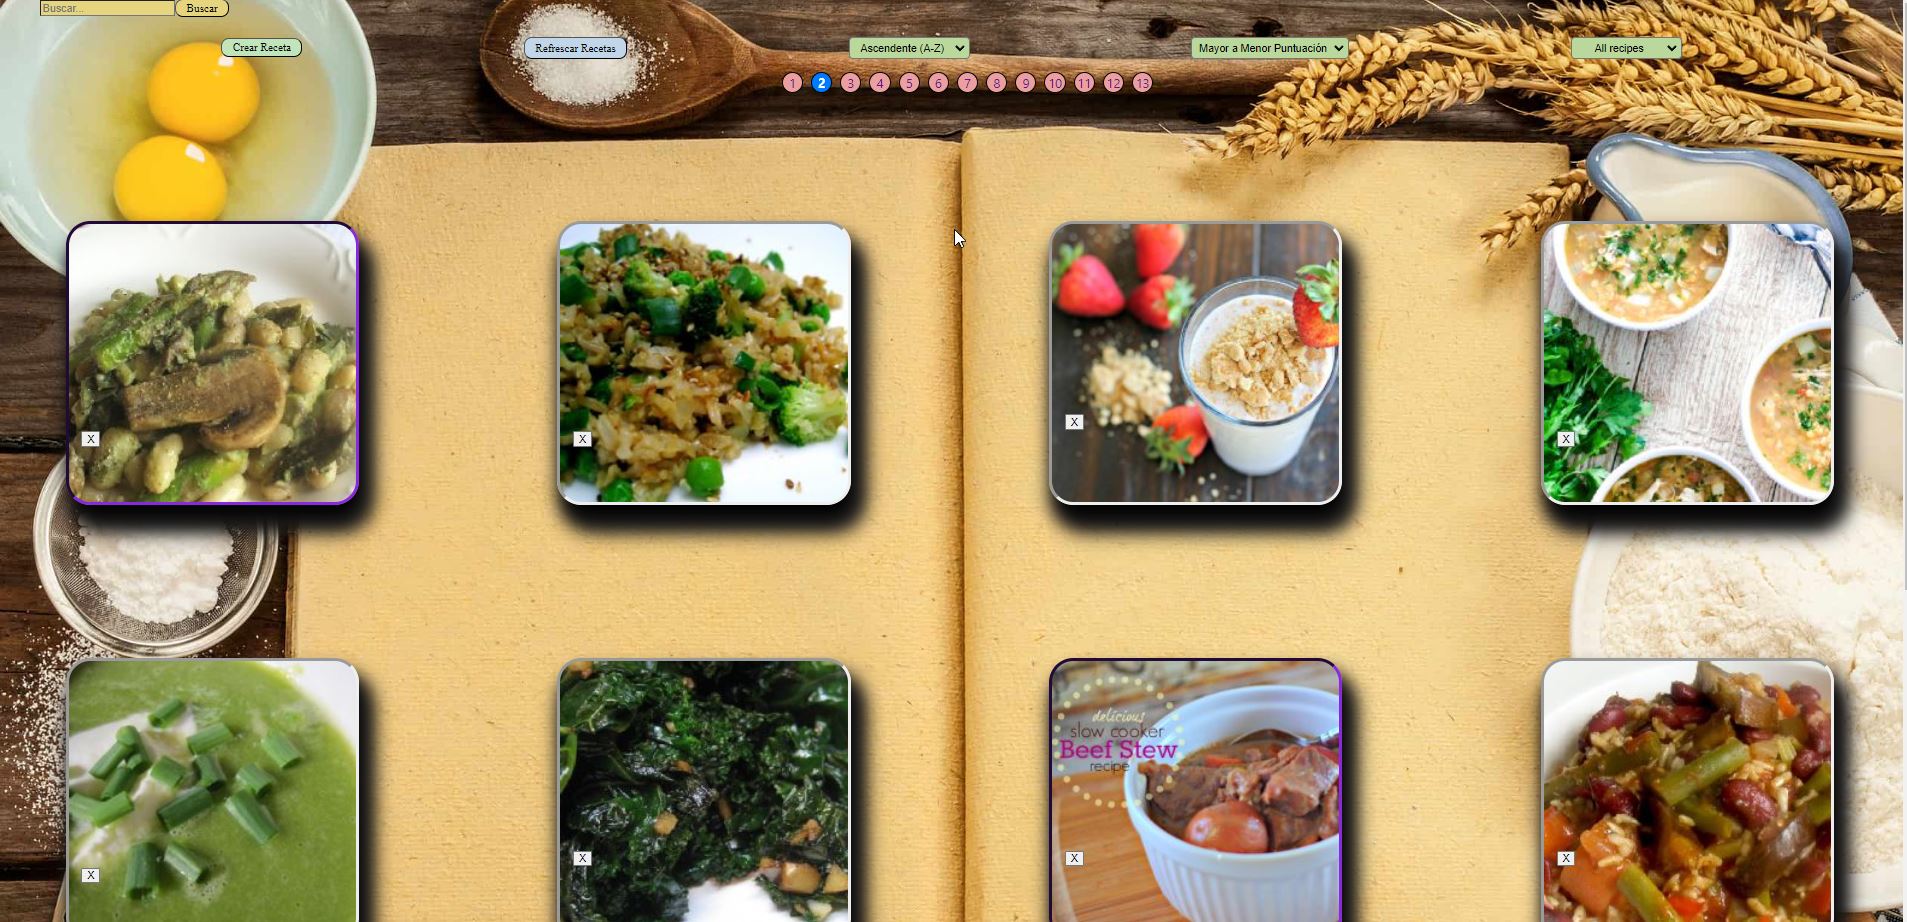 Buscar...
Buscar
Crear Receta
Refrescar Recetas
Ascendente (A-Z)
Mayor a Menor Puntuación
All recipes
1 2 3 4 5 6 7 8 9 10 11 12 13
X
X
X
X
delicious
slow cooker
Beef Stew
recipe
X
X
X
X